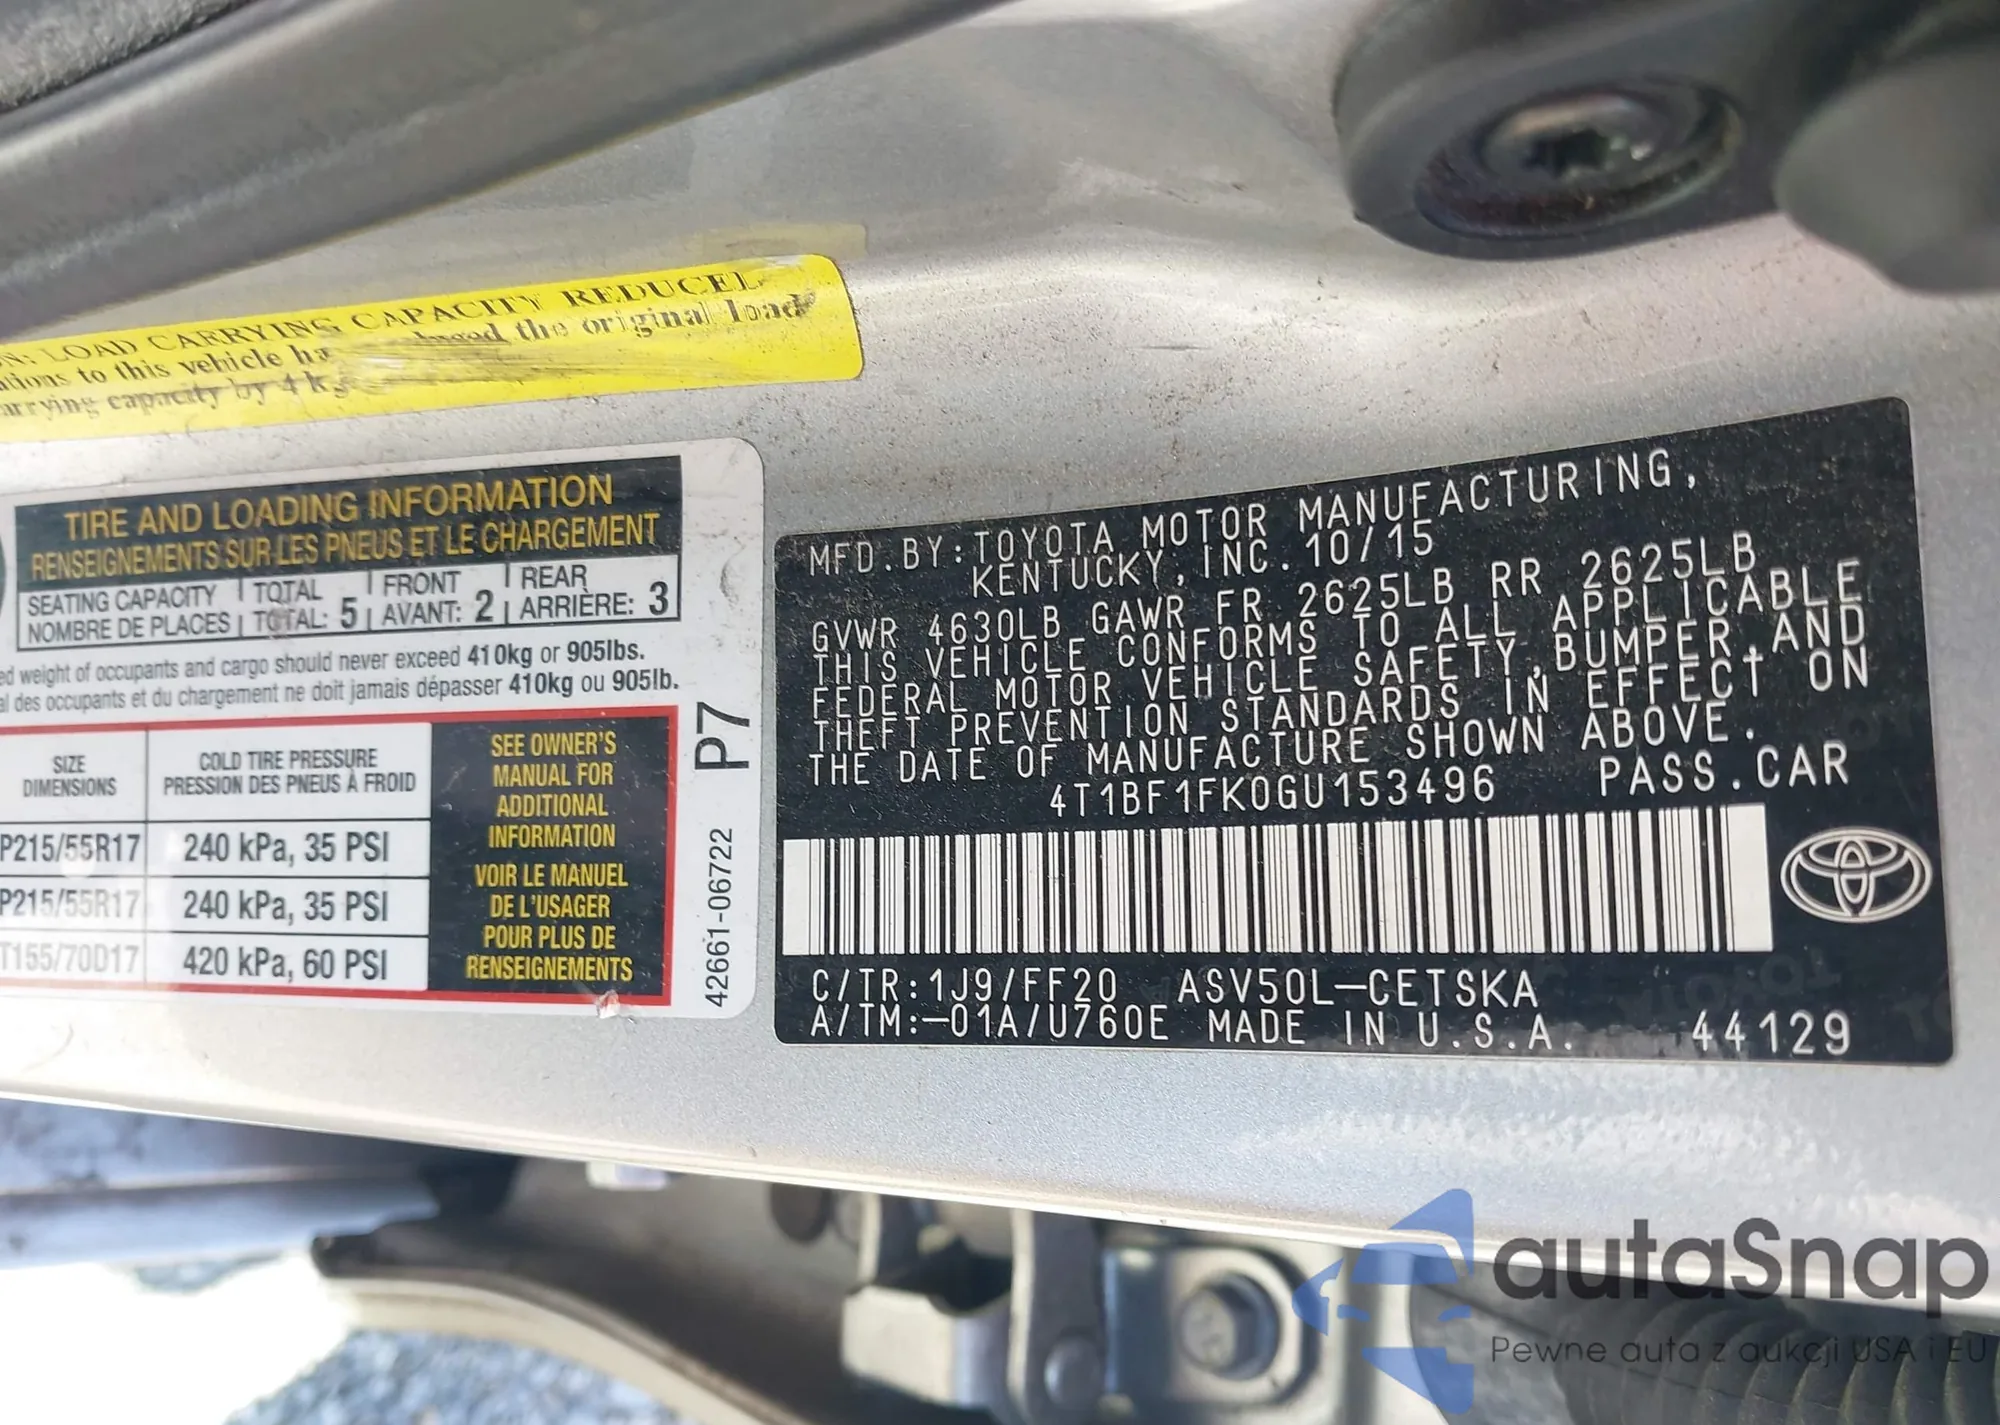 LOAD CARRYING CAPACITY REDUCED
to this vehicle the original load
carrying capacity by 4 kg
TIRE AND LOADING INFORMATION
RENSEIGNEMENTS SUR LES PNEUS ET LE CHARGEMENT
SEATING CAPACITY TOTAL FRONT REAR
NOMBRE DE PLACES TOTAL: 5 AVANT: 2 ARRIÈRE: 3
weight of occupants and cargo should never exceed 410kg or 905lbs.
des occupants et du chargement ne doit jamais dépasser 410kg ou 905lb.
SIZE
DIMENSIONS
COLD TIRE PRESSURE
PRESSION DES PNEUS À FROID
P215/55R17 240 kPa, 35 PSI
P215/55R17 240 kPa, 35 PSI
T155/70D17 420 kPa, 60 PSI
SEE OWNER'S
MANUAL FOR
ADDITIONAL
INFORMATION
VOIR LE MANUEL
DE L'USAGER
POUR PLUS DE
RENSEIGNEMENTS
P7
42661-06722
MFD.BY:TOYOTA MOTOR MANUFACTURING,
KENTUCKY, INC. 10/15
GVWR 4630LB GAWR FR 2625LB RR 2625LB
THIS VEHICLE CONFORMS TO ALL APPLICABLE
FEDERAL MOTOR VEHICLE SAFETY,BUMPER,AND
THEFT PREVENTION STANDARDS IN EFFECT ON
THE DATE OF MANUFACTURE SHOWN ABOVE.
4T1BF1FK0GU153496 PASS.CAR
C/TR:1J9/FF20 ASV50L-CETSKA
A/TM:-01A/U760E MADE IN U.S.A. 44129
autaSnap
Pewne auta z aukcji USA i EU